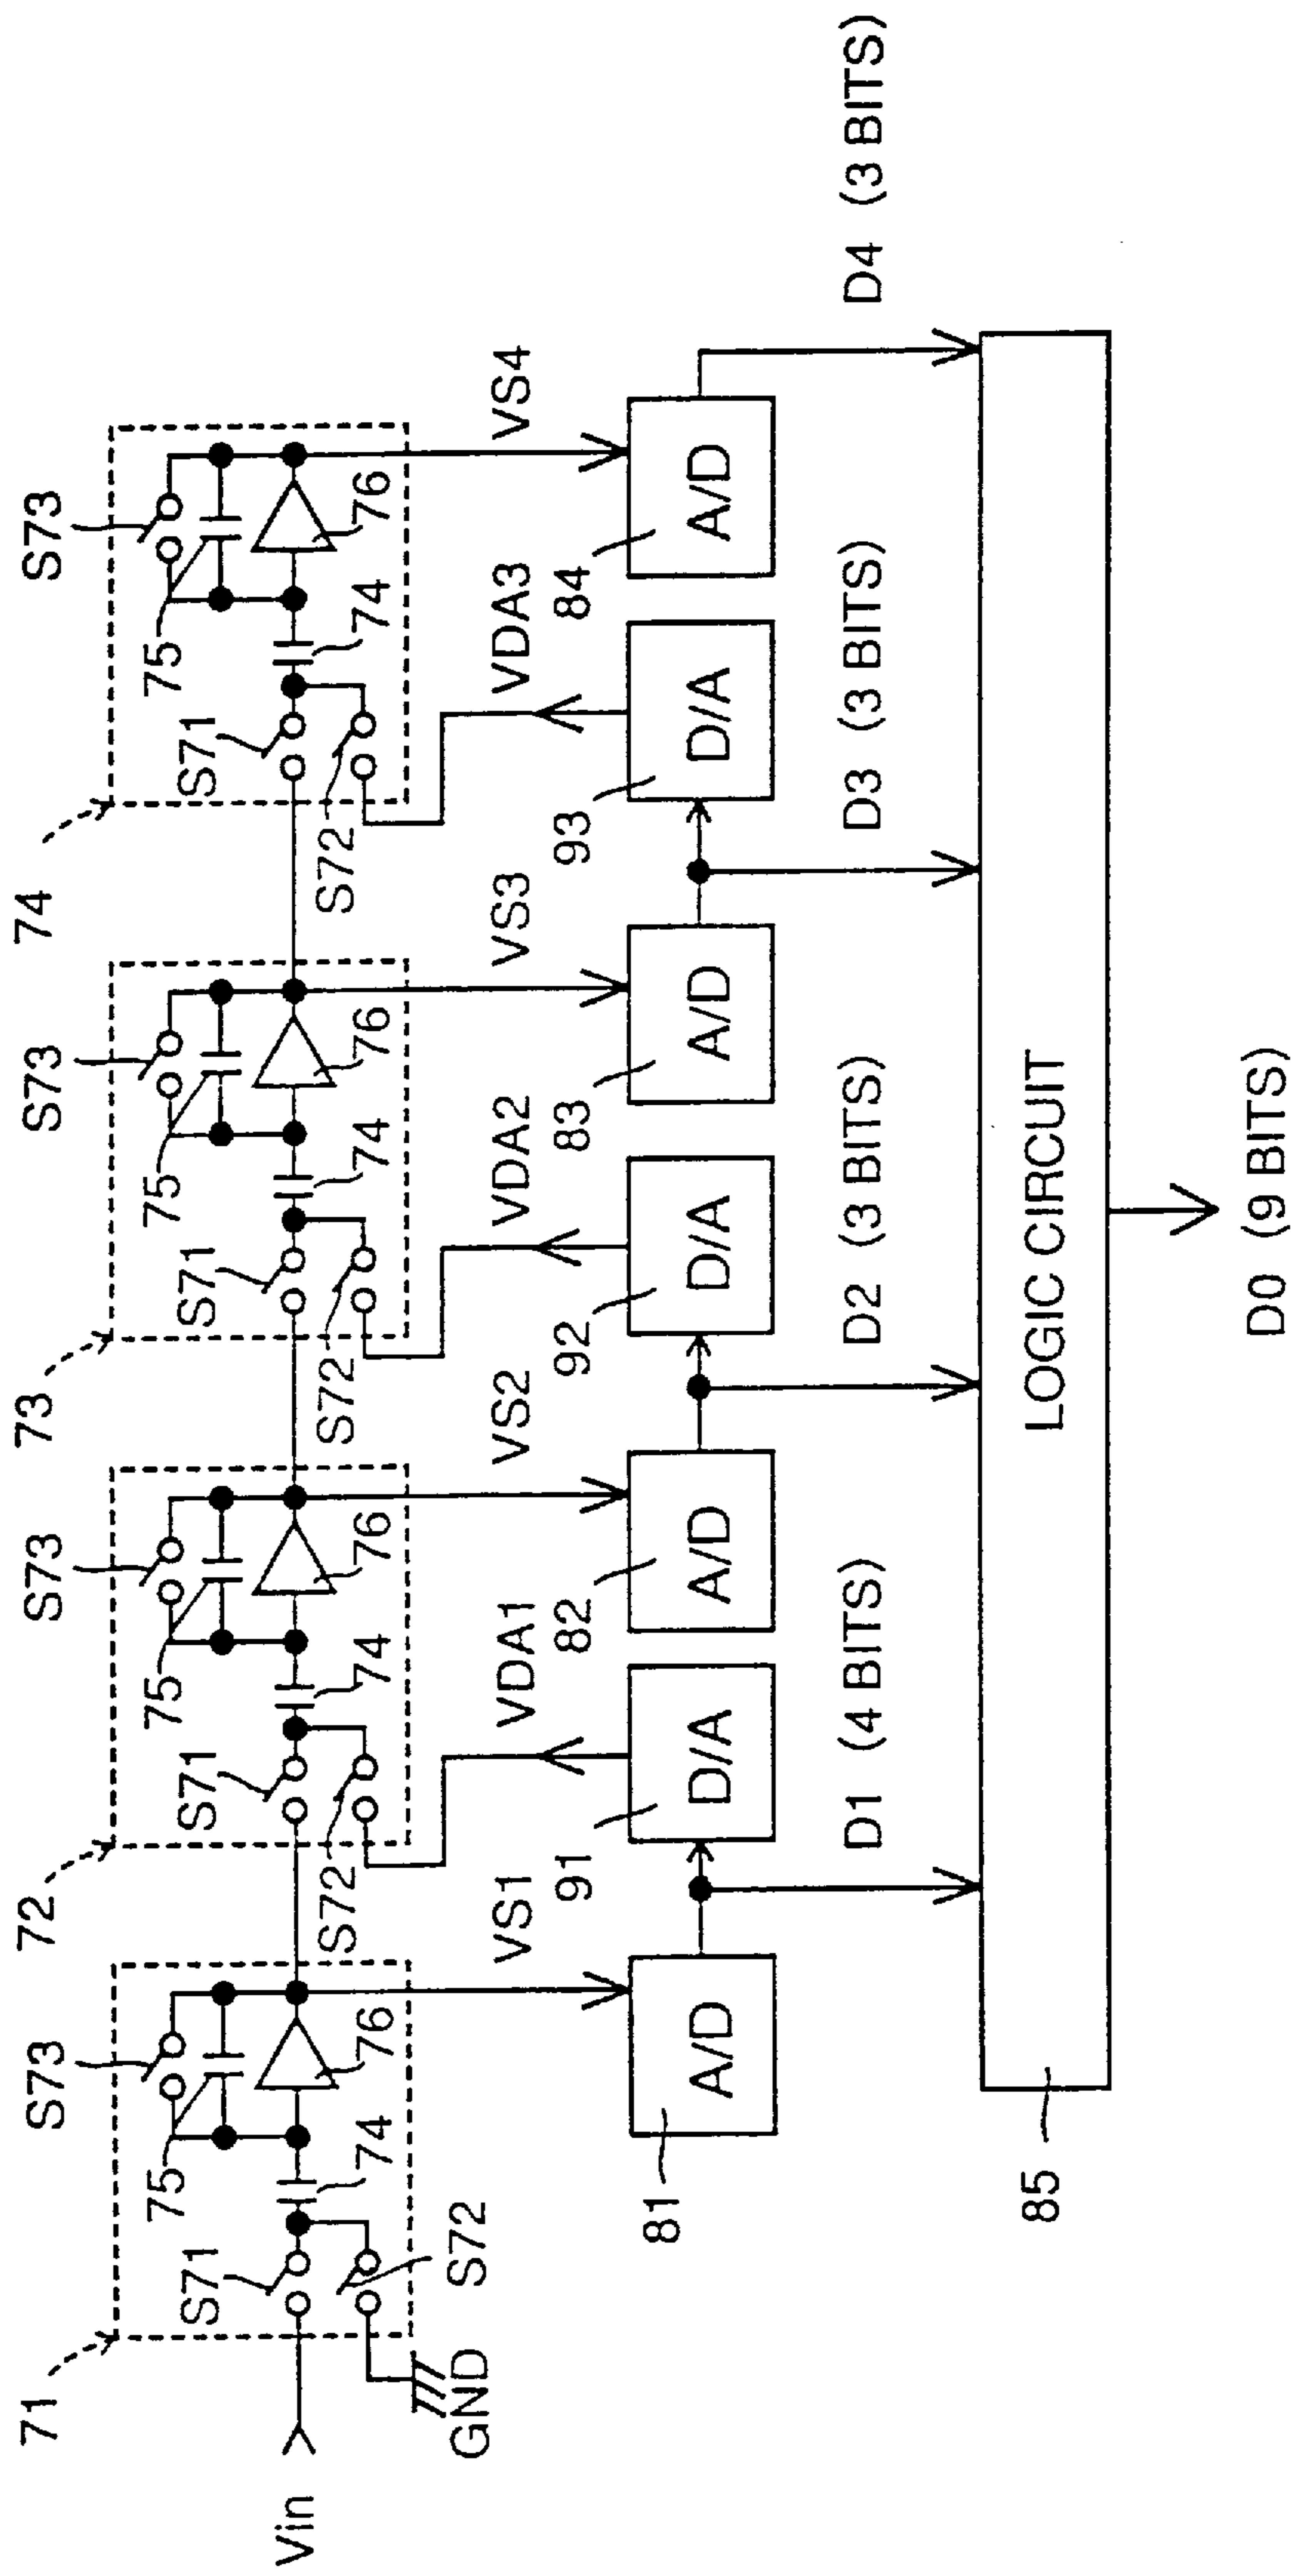 71
72
73
74
S73
S73
S73
S73
75
75
75
75
76
76
76
76
S71
S71
S71
S71
74
74
74
74
Vin
S72
S72
S72
S72
GND
VS1
VDA1
VS2
VDA2
VS3
VDA3
VS4
81
91
82
92
83
93
84
A/D
D/A
A/D
D/A
A/D
D/A
A/D
D1 (4 BITS)
D2 (3 BITS)
D3 (3 BITS)
D4 (3 BITS)
85
LOGIC CIRCUIT
D0 (9 BITS)